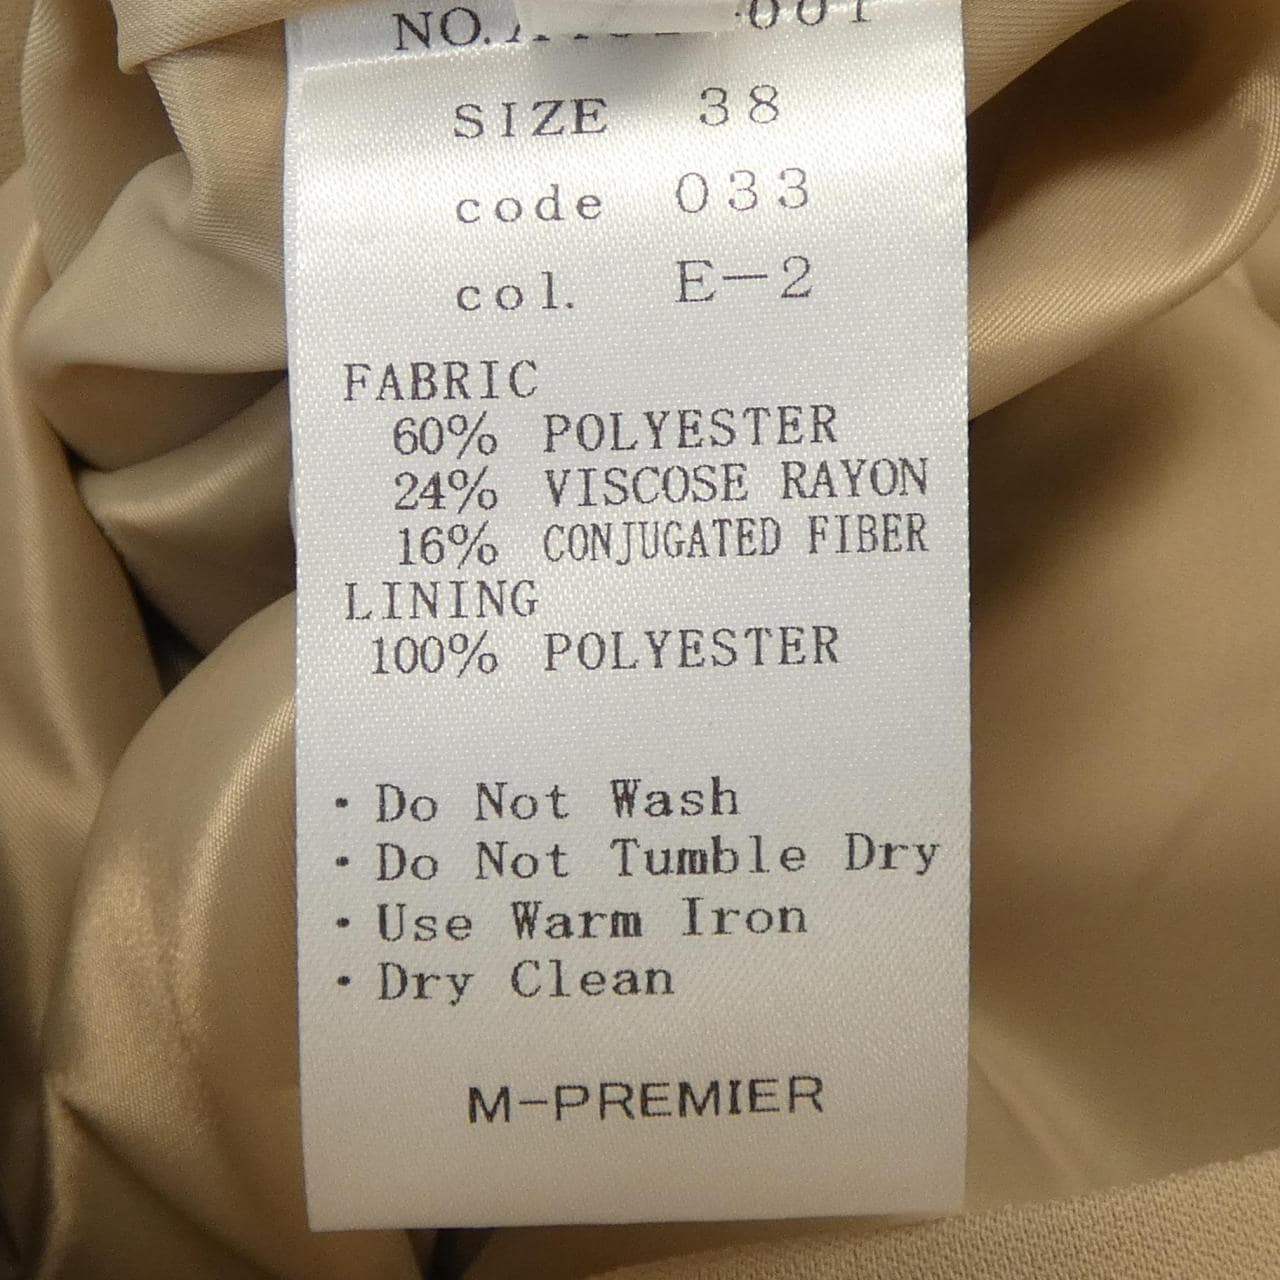 NO.
SIZE 38
code 033
col. E-2
FABRIC
60% POLYESTER
24% VISCOSE RAYON
16% CONJUGATED FIBER
LINING
100% POLYESTER
・Do Not Wash
・Do Not Tumble Dry
・Use Warm Iron
・Dry Clean
M-PREMIER